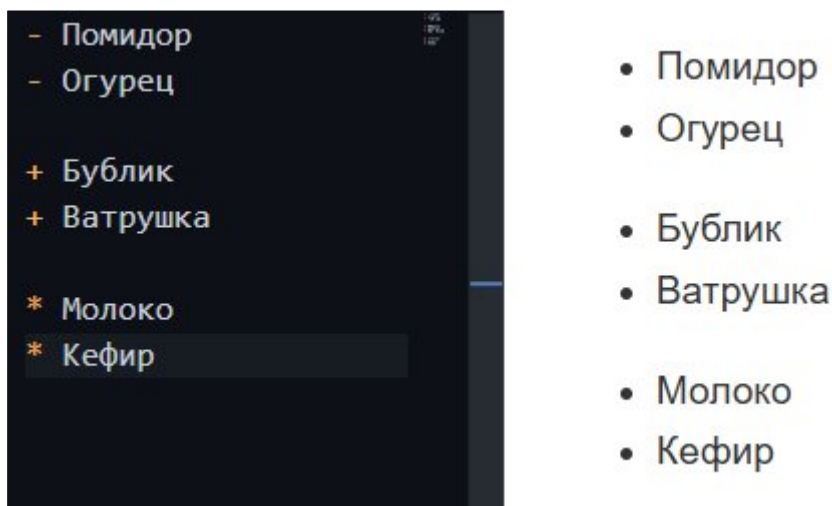 - Помидор
- Огурец
+ Бублик
+ Ватрушка
* Молоко
* Кефир
• Помидор
• Огурец
• Бублик
• Ватрушка
• Молоко
• Кефир